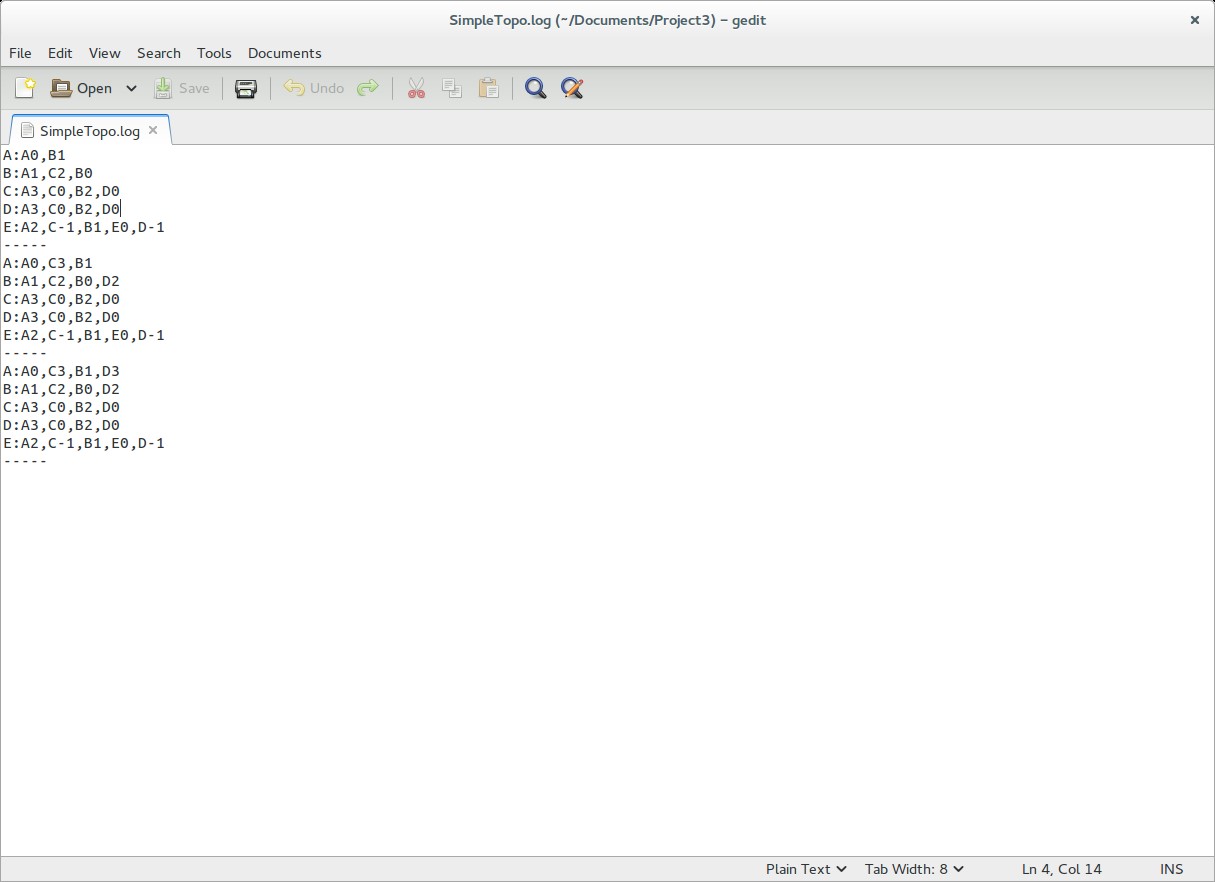 SimpleTopo.log (~/Documents/Project3) – gedit
File Edit View Search Tools Documents
Open Save Undo
SimpleTopo.log
A:A0,B1
B:A1,C2,B0
C:A3,C0,B2,D0
D:A3,C0,B2,D0
E:A2,C-1,B1,E0,D-1
-----
A:A0,C3,B1
B:A1,C2,B0,D2
C:A3,C0,B2,D0
D:A3,C0,B2,D0
E:A2,C-1,B1,E0,D-1
-----
A:A0,C3,B1,D3
B:A1,C2,B0,D2
C:A3,C0,B2,D0
D:A3,C0,B2,D0
E:A2,C-1,B1,E0,D-1
-----
Plain Text Tab Width: 8 Ln 4, Col 14 INS